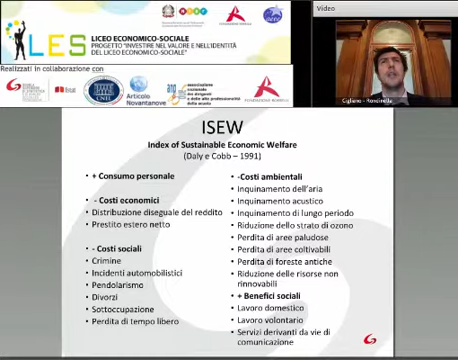 LES
LICEO ECONOMICO-SOCIALE
PROGETTO "INVESTIRE NEL VALORE E NELL'IDENTITÀ
DEL LICEO ECONOMICO-SOCIALE"
Realizzati in collaborazione con
Articolo
Novantanove
Video
ISEW
Index of Sustainable Economic Welfare
(Daly e Cobb – 1991)
+ Consumo personale
- Costi economici
Distribuzione diseguale del reddito
Prestito estero netto
- Costi sociali
Crimine
Incidenti automobilistici
Pendolarismo
Divorzi
Sottoccupazione
Perdita di tempo libero
-Costi ambientali
Inquinamento dell'aria
Inquinamento acustico
Inquinamento di lungo periodo
Riduzione dello strato di ozono
Perdita di aree paludose
Perdita di aree coltivabili
Perdita di foreste antiche
Riduzione delle risorse non
rinnovabili
+ Benefici sociali
Lavoro domestico
Lavoro volontario
Servizi derivanti da vie di
comunicazione